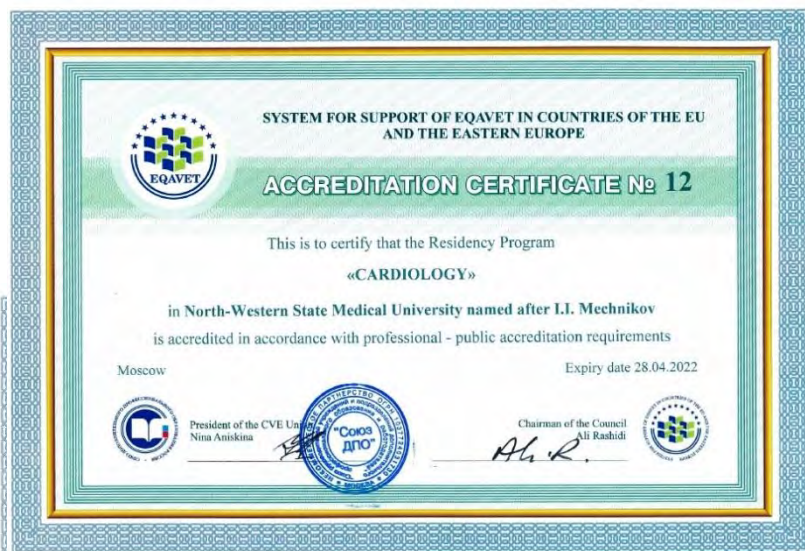 SYSTEM FOR SUPPORT OF EQAVET IN COUNTRIES OF THE EU
AND THE EASTERN EUROPE
EQAVET
ACCREDITATION CERTIFICATE № 12
This is to certify that the Residency Program
«CARDIOLOGY»
in North-Western State Medical University named after I.I. Mechnikov
is accredited in accordance with professional - public accreditation requirements
Moscow
Expiry date 28.04.2022
President of the CVE Un
Nina Aniskina
"Союз
ДПО"
МОСКВА
Chairman of the Council
Ali Rashidi